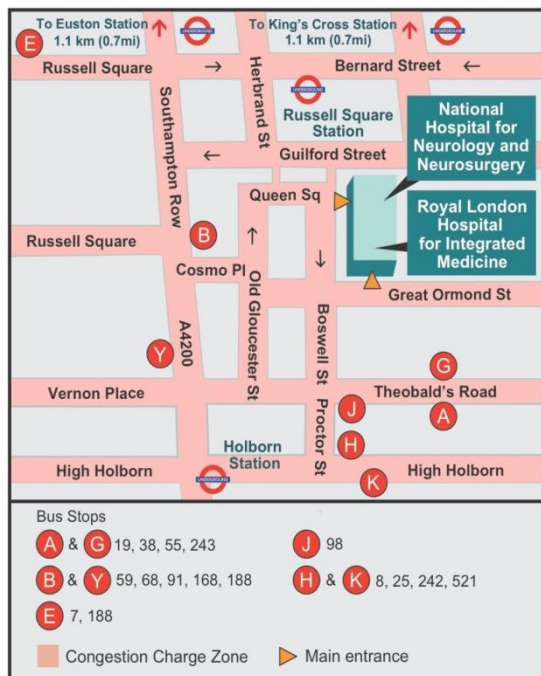 To Euston Station
1.1 km (0.7mi)
UNDERGROUND
To King's Cross Station
1.1 km (0.7mi)
UNDERGROUND
E
Russell Square
Herbrand St
Bernard Street
UNDERGROUND
Russell Square
Station
National
Hospital for
Neurology and
Neurosurgery
Southampton Row
Guilford Street
Queen Sq
Royal London
Hospital
for Integrated
Medicine
B
Russell Square
Cosmo Pl
Old Gloucester St
Great Ormond St
Boswell St
A4200
Y
G
Vernon Place
Theobald's Road
J
A
Proctor St
H
Holborn
Station
High Holborn
UNDERGROUND
High Holborn
K
Bus Stops
A & G 19, 38, 55, 243
J 98
B & Y 59, 68, 91, 168, 188
H & K 8, 25, 242, 521
E 7, 188
Congestion Charge Zone
Main entrance